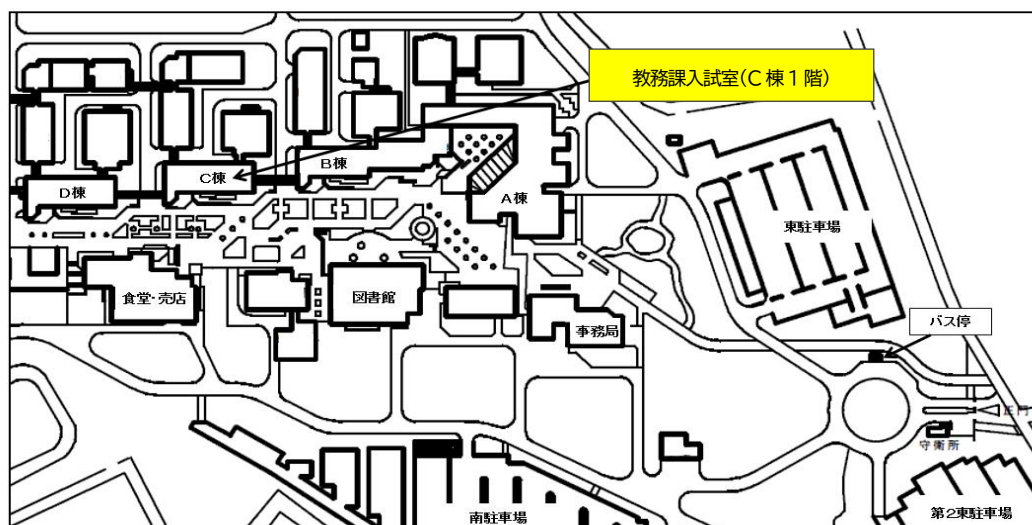 教務課入試室(C棟1階)
B棟
D棟
C棟
A棟
東駐車場
食堂・売店
図書館
事務局
バス停
正門
守衛所
南駐車場
第2東駐車場